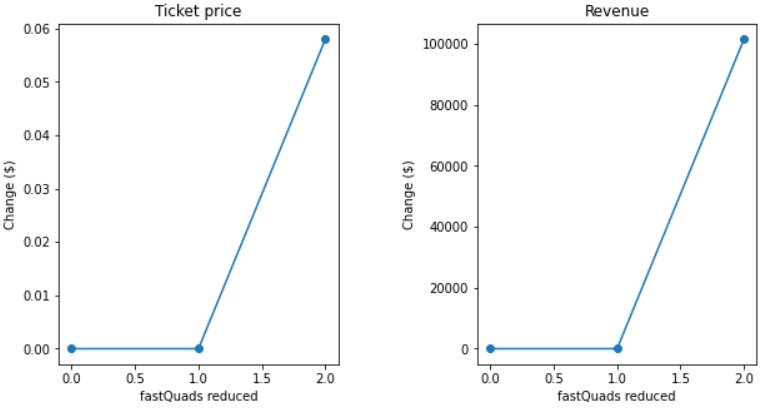 Ticket price
Change ($)
0.06
0.05
0.04
0.03
0.02
0.01
0.00
0.0 0.5 1.0 1.5 2.0
fastQuads reduced
Revenue
Change ($)
100000
80000
60000
40000
20000
0
0.0 0.5 1.0 1.5 2.0
fastQuads reduced